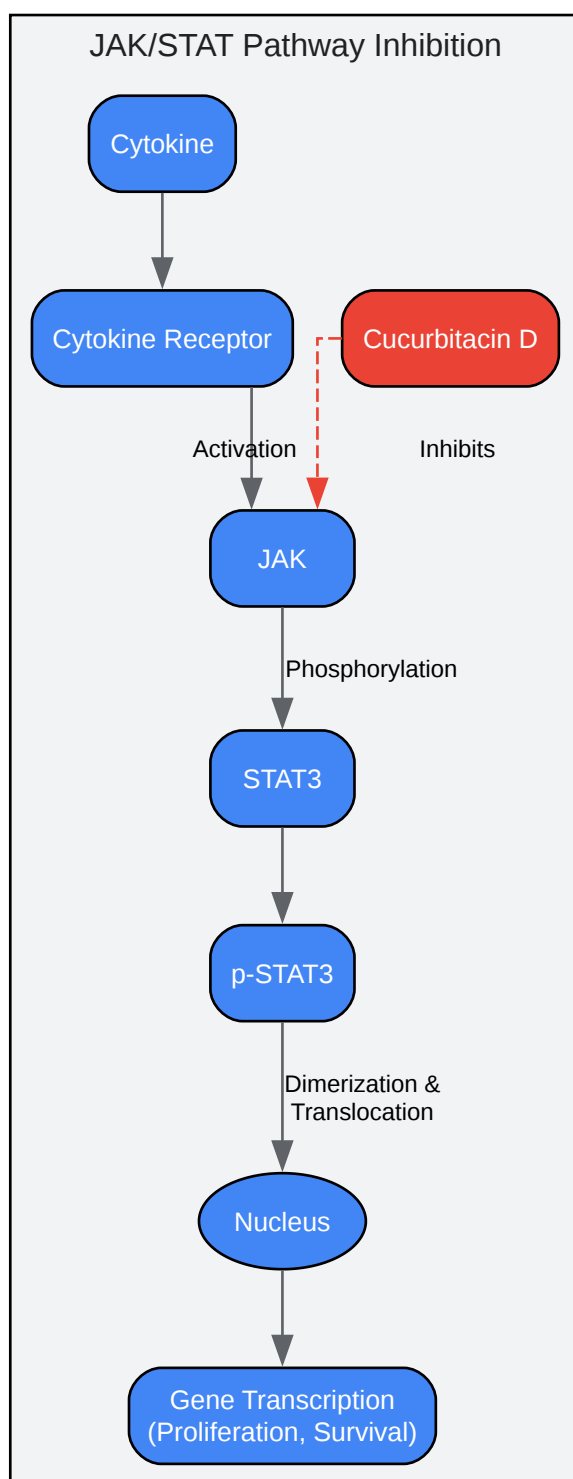 JAK/STAT Pathway Inhibition
Cytokine
Cytokine Receptor
Cucurbitacin D
Activation
Inhibits
JAK
Phosphorylation
STAT3
p-STAT3
Dimerization &
Translocation
Nucleus
Gene Transcription
(Proliferation, Survival)